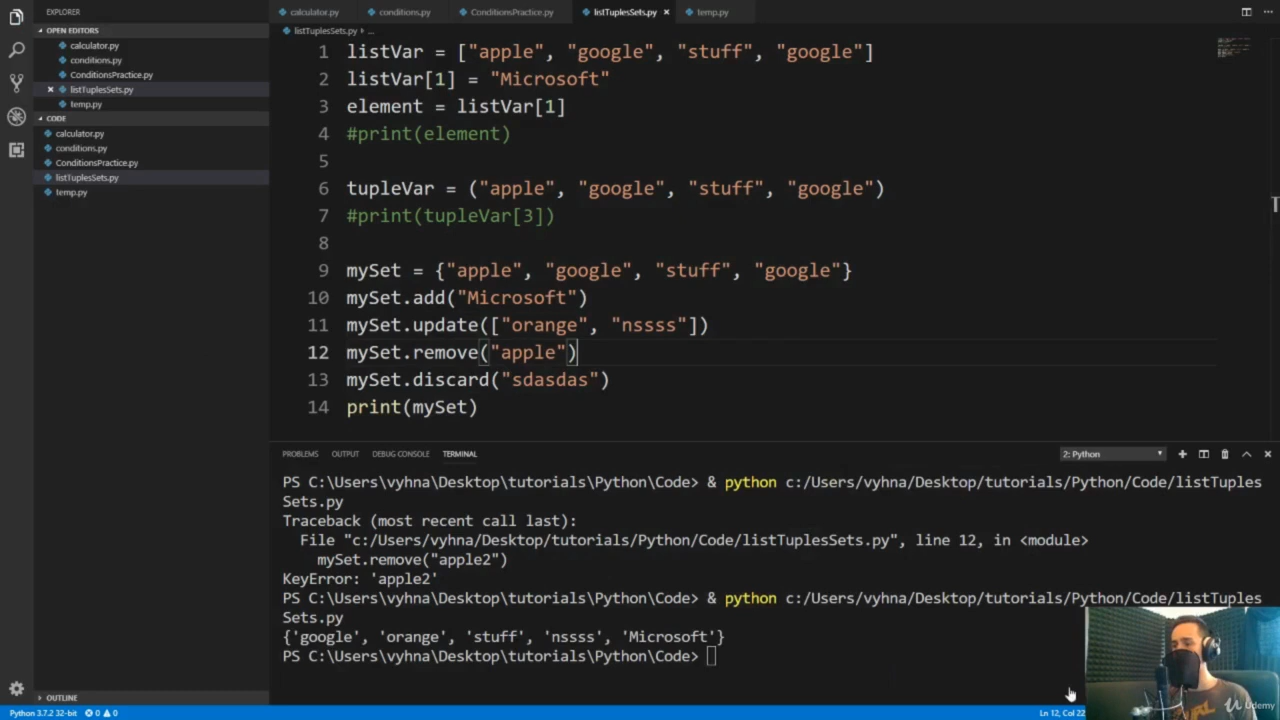 EXPLORER
OPEN EDITORS
calculator.py
conditions.py
ConditionsPractice.py
listTuplesSets.py
temp.py
CODE
calculator.py
conditions.py
ConditionsPractice.py
listTuplesSets.py
temp.py
OUTLINE
calculator.py conditions.py ConditionsPractice.py listTuplesSets.py temp.py
listTuplesSets.py ▸ ...
1 listVar = ["apple", "google", "stuff", "google"]
2 listVar[1] = "Microsoft"
3 element = listVar[1]
4 #print(element)
5
6 tupleVar = ("apple", "google", "stuff", "google")
7 #print(tupleVar[3])
8
9 mySet = {"apple", "google", "stuff", "google"}
10 mySet.add("Microsoft")
11 mySet.update(["orange", "nssss"])
12 mySet.remove("apple")
13 mySet.discard("sdasdas")
14 print(mySet)
PROBLEMS OUTPUT DEBUG CONSOLE TERMINAL 2: Python
PS C:\Users\vyhna\Desktop\tutorials\Python\Code> & python c:/Users/vyhna/Desktop/tutorials/Python/Code/listTuples
Sets.py
Traceback (most recent call last):
File "c:/Users/vyhna/Desktop/tutorials/Python/Code/listTuplesSets.py", line 12, in <module>
mySet.remove("apple2")
KeyError: 'apple2'
PS C:\Users\vyhna\Desktop\tutorials\Python\Code> & python c:/Users/vyhna/Desktop/tutorials/Python/Code/listTuples
Sets.py
{'google', 'orange', 'stuff', 'nssss', 'Microsoft'}
PS C:\Users\vyhna\Desktop\tutorials\Python\Code>
Python 3.7.2 32-bit 0 0 Ln 12, Col 22
Udemy